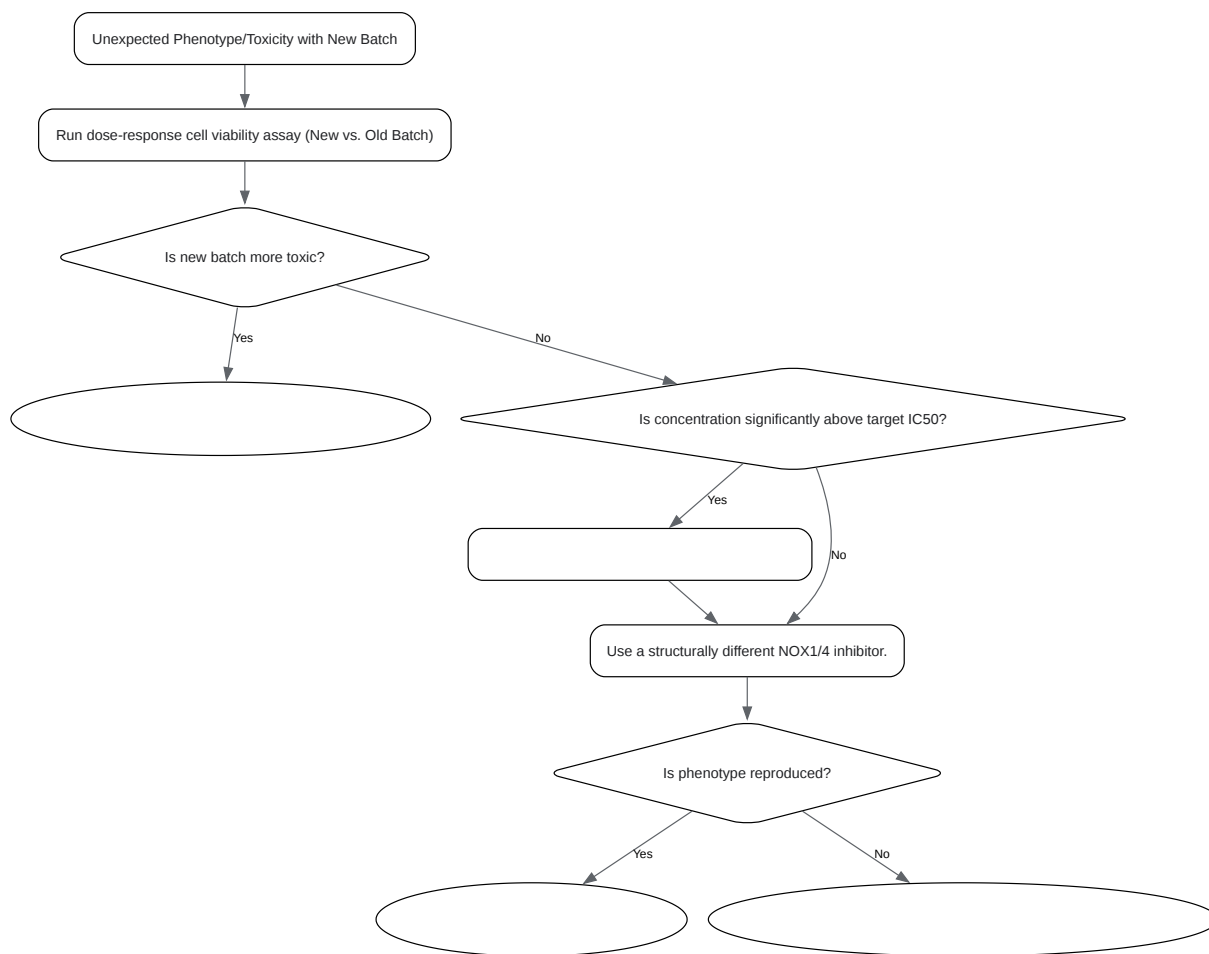 Unexpected Phenotype/Toxicity with New Batch
Run dose-response cell viability assay (New vs. Old Batch)
Is new batch more toxic?
Yes
No
Is concentration significantly above target IC50?
Yes
No
Use a structurally different NOX1/4 inhibitor.
Is phenotype reproduced?
Yes
No